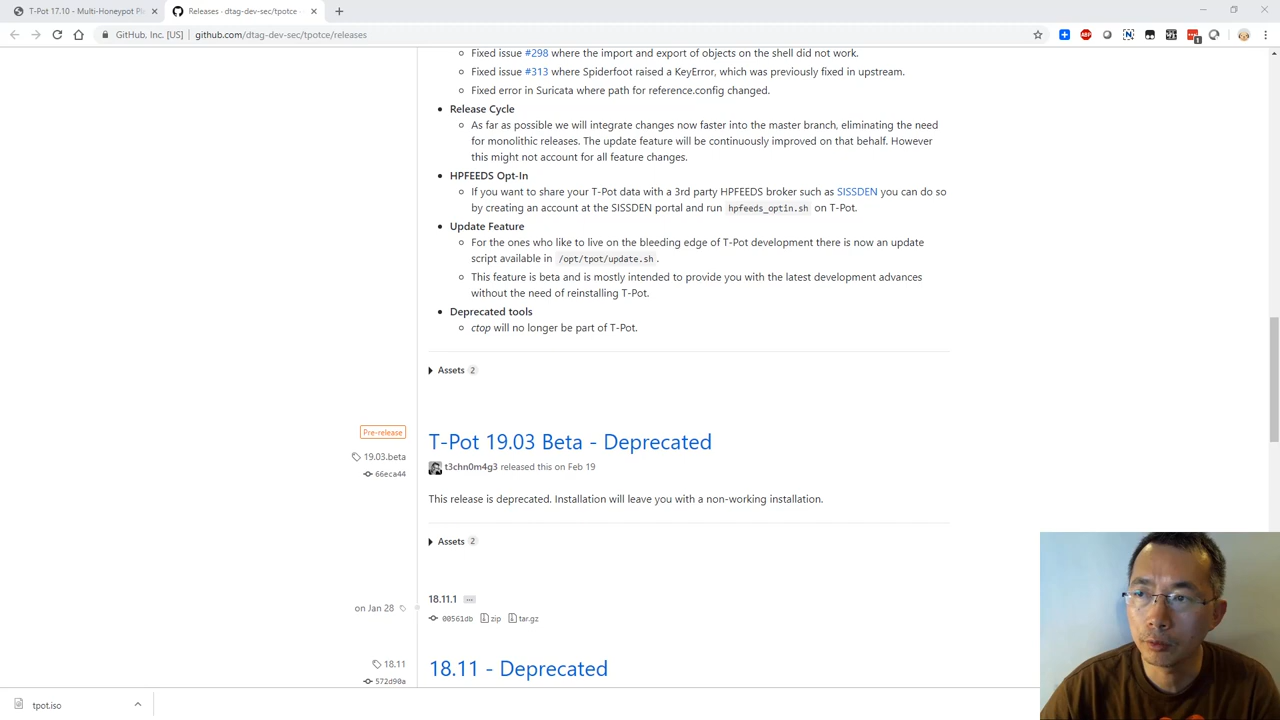 T-Pot 17.10 - Multi-Honeypot Pl
Releases - dtag-dev-sec/tpotce
GitHub, Inc. [US]
github.com/dtag-dev-sec/tpotce/releases
Fixed issue #298 where the import and export of objects on the shell did not work.
Fixed issue #313 where Spiderfoot raised a KeyError, which was previously fixed in upstream.
Fixed error in Suricata where path for reference.config changed.
Release Cycle
As far as possible we will integrate changes now faster into the master branch, eliminating the need
for monolithic releases. The update feature will be continuously improved on that behalf. However
this might not account for all feature changes.
HPFEEDS Opt-In
If you want to share your T-Pot data with a 3rd party HPFEEDS broker such as SISSDEN you can do so
by creating an account at the SISSDEN portal and run hpfeeds_optin.sh on T-Pot.
Update Feature
For the ones who like to live on the bleeding edge of T-Pot development there is now an update
script available in /opt/tpot/update.sh.
This feature is beta and is mostly intended to provide you with the latest development advances
without the need of reinstalling T-Pot.
Deprecated tools
ctop will no longer be part of T-Pot.
Assets 2
Pre-release
19.03.beta
66eca44
T-Pot 19.03 Beta - Deprecated
t3chn0m4g3 released this on Feb 19
This release is deprecated. Installation will leave you with a non-working installation.
Assets 2
on Jan 28
18.11.1 ...
00561db zip tar.gz
18.11
572d90a
18.11 - Deprecated
tpot.iso